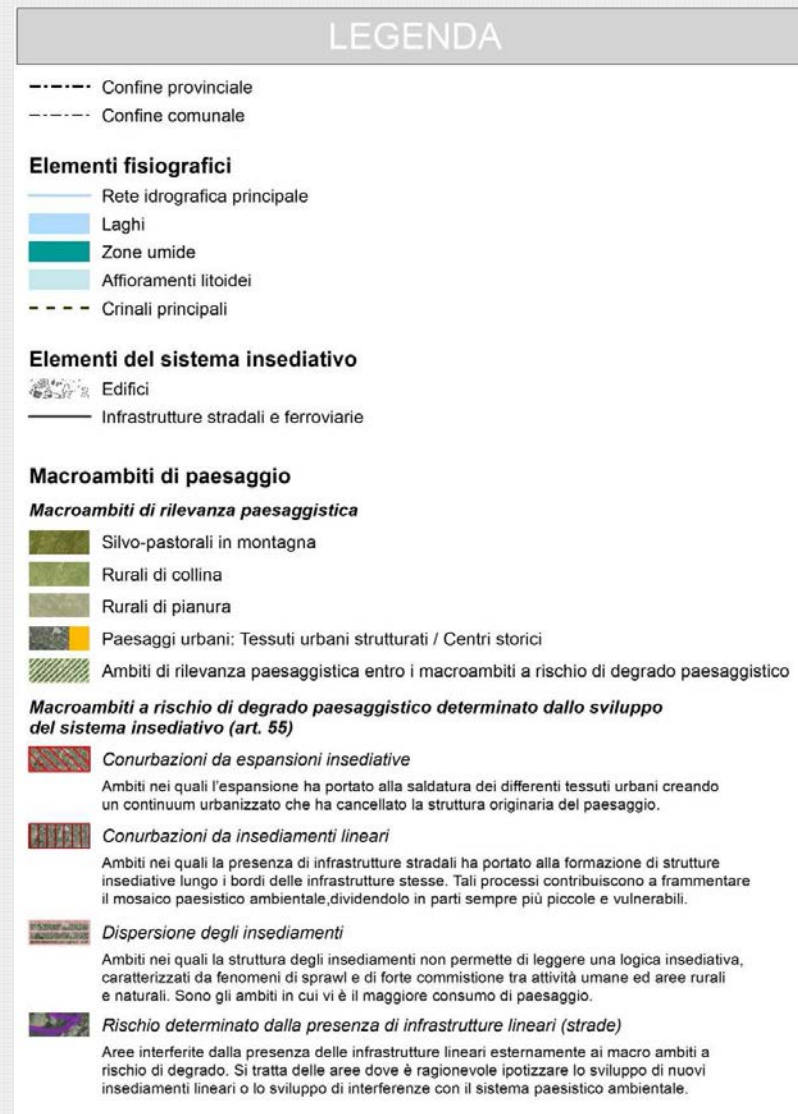 LEGENDA
Confine provinciale
Confine comunale
Elementi fisiografici
Rete idrografica principale
Laghi
Zone umide
Affioramenti litoidei
Crinali principali
Elementi del sistema insediativo
Edifici
Infrastrutture stradali e ferroviarie
Macroambiti di paesaggio
Macroambiti di rilevanza paesaggistica
Silvo-pastorali in montagna
Rurali di collina
Rurali di pianura
Paesaggi urbani: Tessuti urbani strutturati / Centri storici
Ambiti di rilevanza paesaggistica entro i macroambiti a rischio di degrado paesaggistico
Macroambiti a rischio di degrado paesaggistico determinato dallo sviluppo
del sistema insediativo (art. 55)
Conurbazioni da espansioni insediative
Ambiti nei quali l'espansione ha portato alla saldatura dei differenti tessuti urbani creando
un continuum urbanizzato che ha cancellato la struttura originaria del paesaggio.
Conurbazioni da insediamenti lineari
Ambiti nei quali la presenza di infrastrutture stradali ha portato alla formazione di strutture
insediative lungo i bordi delle infrastrutture stesse. Tali processi contribuiscono a frammentare
il mosaico paesistico ambientale,dividendolo in parti sempre più piccole e vulnerabili.
Dispersione degli insediamenti
Ambiti nei quali la struttura degli insediamenti non permette di leggere una logica insediativa,
caratterizzati da fenomeni di sprawl e di forte commistione tra attività umane ed aree rurali
e naturali. Sono gli ambiti in cui vi è il maggiore consumo di paesaggio.
Rischio determinato dalla presenza di infrastrutture lineari (strade)
Aree interferite dalla presenza delle infrastrutture lineari esternamente ai macro ambiti a
rischio di degrado. Si tratta delle aree dove è ragionevole ipotizzare lo sviluppo di nuovi
insediamenti lineari o lo sviluppo di interferenze con il sistema paesistico ambientale.